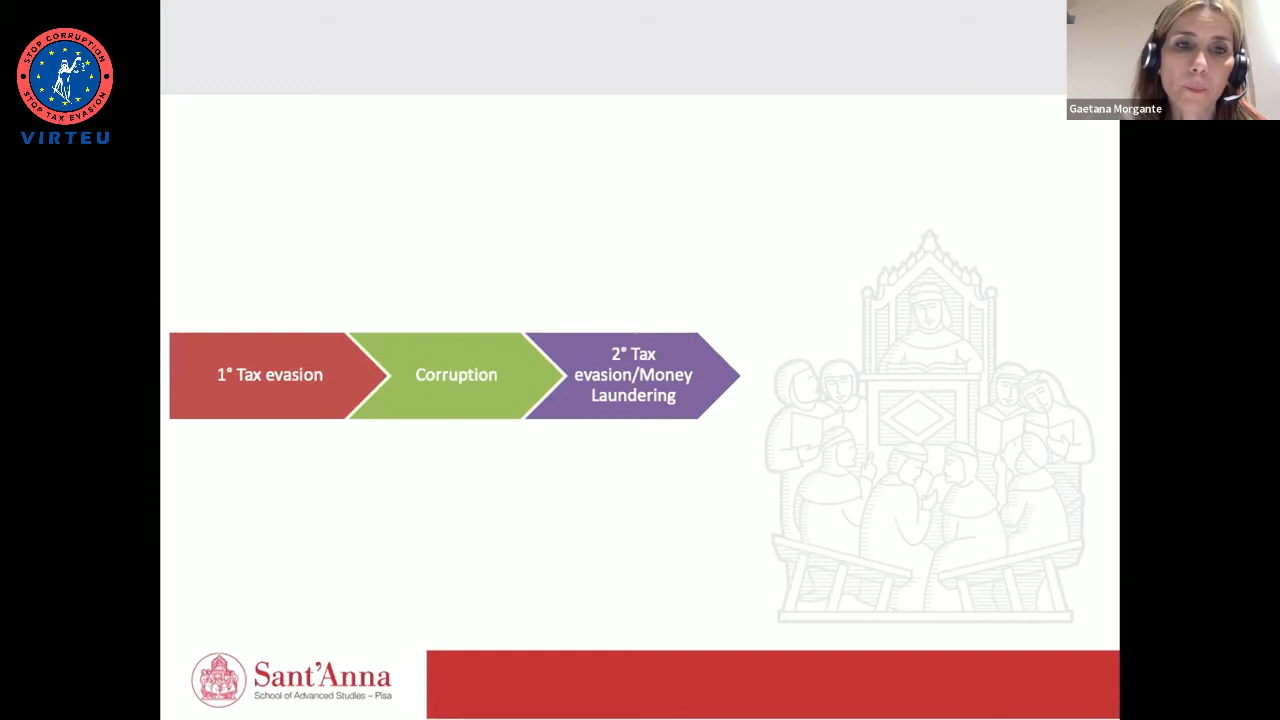 STOP CORRUPTION
STOP TAX EVASION
VIRTEU
Gaetana Morgante
1° Tax evasion
Corruption
2° Tax
evasion/Money
Laundering
Sant'Anna
School of Advanced Studies – Pisa